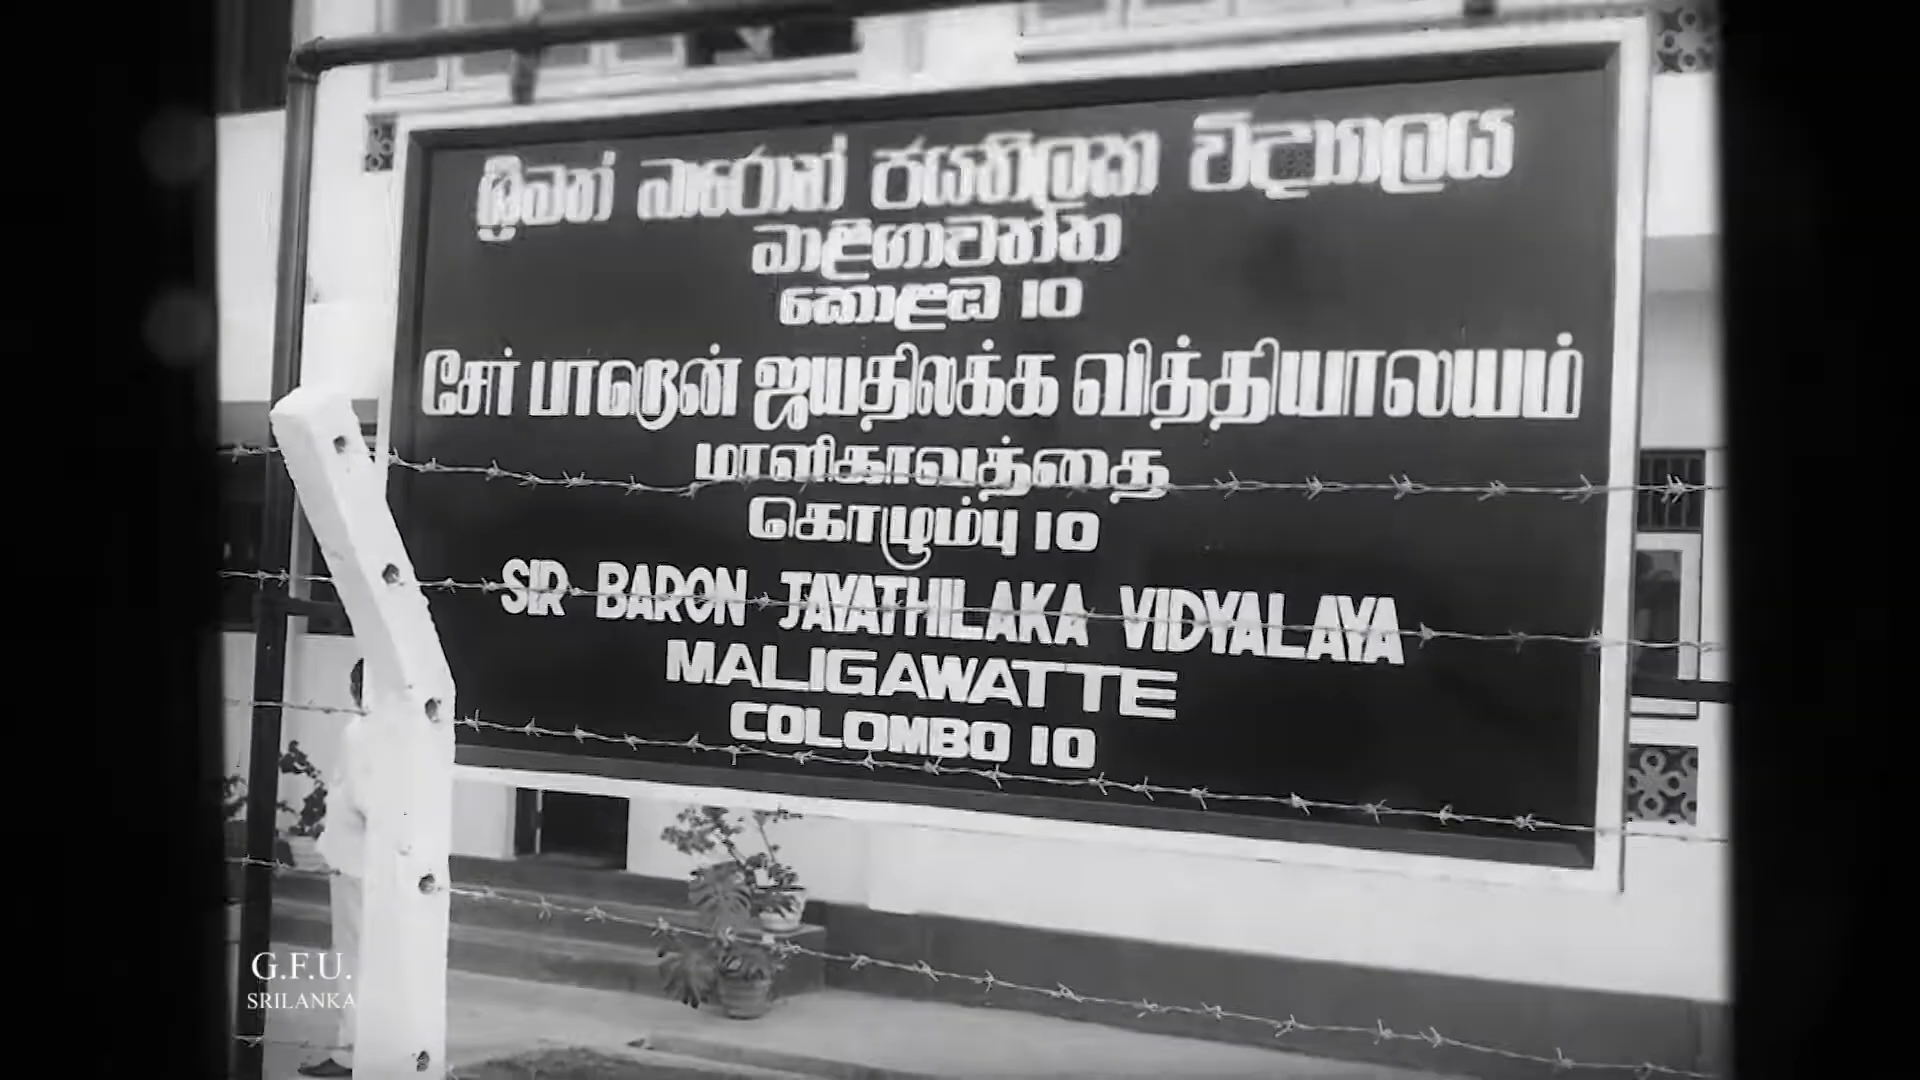 ශ්‍රිමත් බාරොන් ජයතිලක විද්‍යාලය
මාළිගාවත්ත
කොළඹ 10
சேர் பாறென் ஜயதிலக்க வித்தியாலயம்
மாளிகாவத்தை
கொழும்பு 10
SIR BARON JAYATHILAKA VIDYALAYA
MALIGAWATTE
COLOMBO 10
G.F.U.
SRILANKA